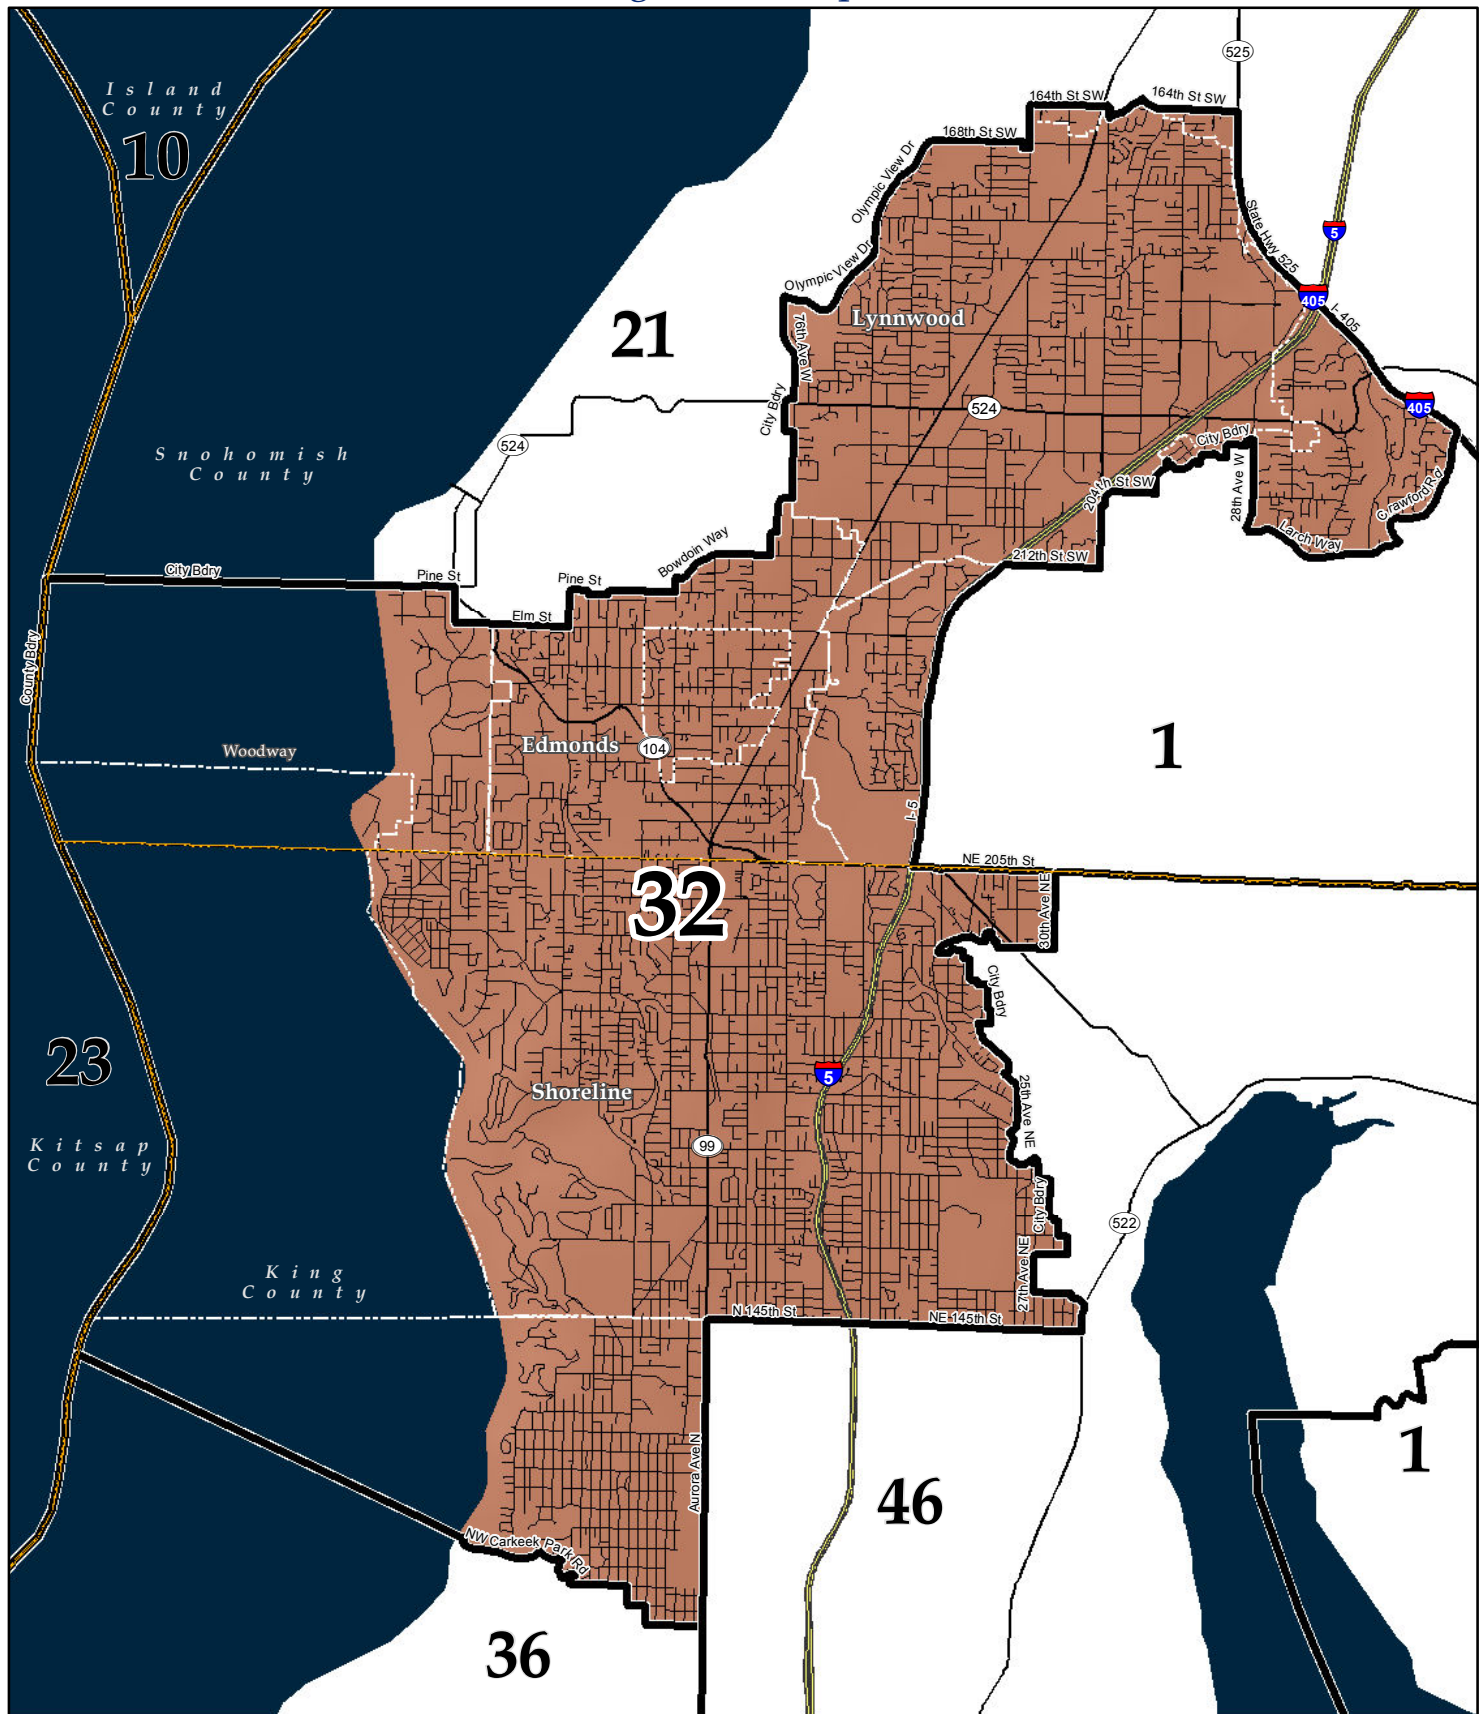 525
164th St SW
164th St SW
Island
County
10
168th St SW
Olympic View Dr
State Hwy 525
5
Olympic View Dr
405
I- 405
Lynnwood
21
76th Ave W
City Bdry
524
405
524
City Bdry
Snohomish
County
28th Ave W
204th St SW
Crawford Rd
Larch Way
Bowdoin Way
212th St SW
City Bdry
Pine St
Pine St
Elm St
County Bdry
Woodway
Edmonds
104
1
I- 5
NE 205th St
32
30th Ave NE
City Bdry
23
5
Shoreline
25th Ave NE
99
Kitsap
County
City Bdry
522
27th Ave NE
King
County
N 145th St
NE 145th St
Aurora Ave N
1
46
NW Carkeek Park Rd
36